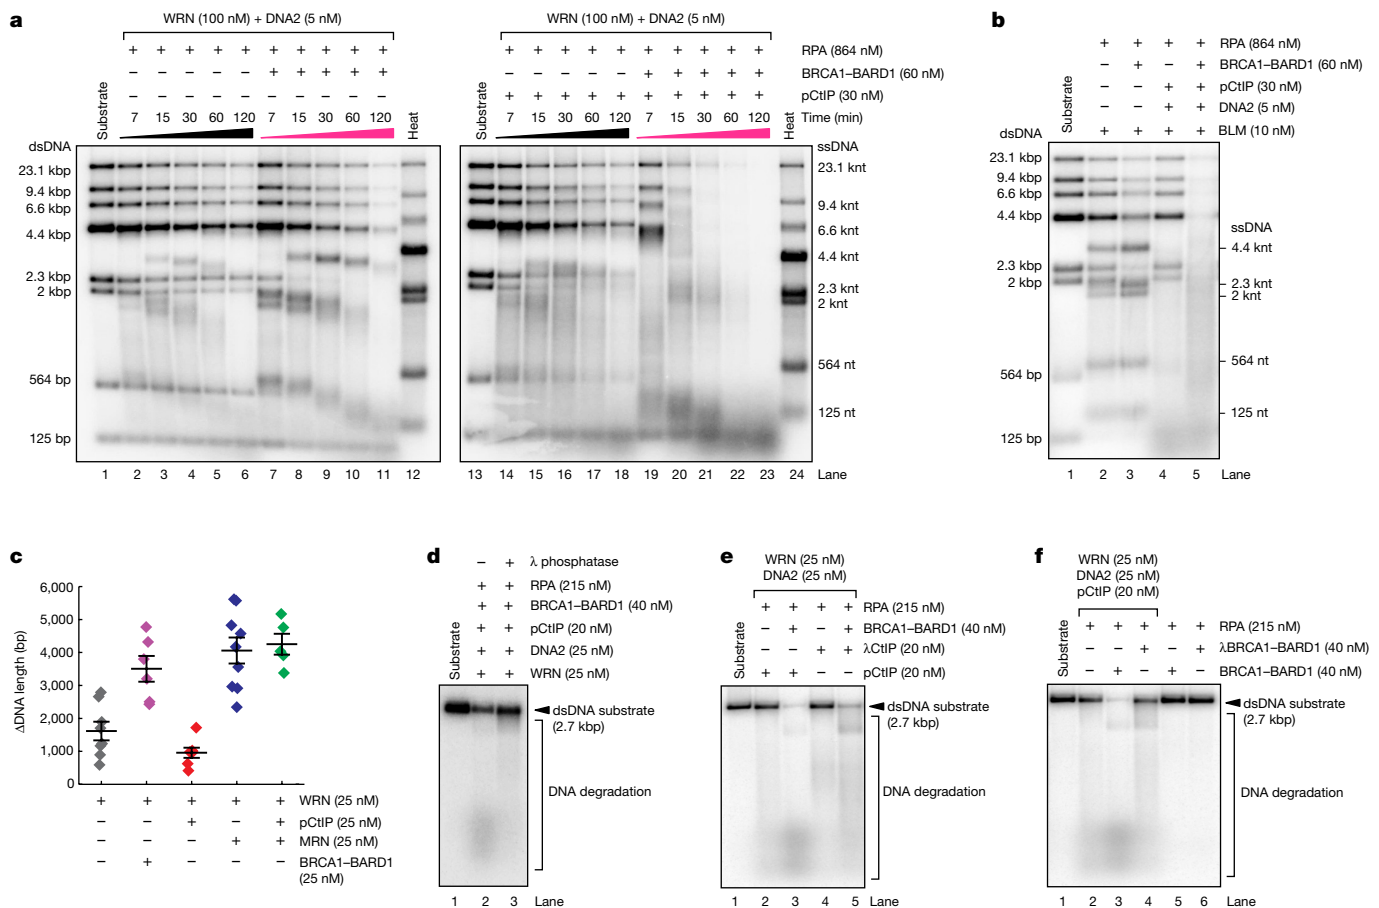 a
WRN (100 nM) + DNA2 (5 nM)
WRN (100 nM) + DNA2 (5 nM)
+ + + + + + + + + +
+ + + + + + + + + +
RPA (864 nM)
– – – – – + + + + +
– – – – – + + + + +
BRCA1–BARD1 (60 nM)
– – – – – – – – – –
+ + + + + + + + + +
pCtIP (30 nM)
Substrate
7 15 30 60 120 7 15 30 60 120
Heat
Substrate
7 15 30 60 120 7 15 30 60 120
Time (min)
Heat
dsDNA
23.1 kbp
9.4 kbp
6.6 kbp
4.4 kbp
2.3 kbp
2 kbp
564 bp
125 bp
ssDNA
23.1 knt
9.4 knt
6.6 knt
4.4 knt
2.3 knt
2 knt
564 nt
125 nt
1 2 3 4 5 6 7 8 9 10 11 12
13 14 15 16 17 18 19 20 21 22 23 24 Lane
b
+ + + + RPA (864 nM)
– + – + BRCA1–BARD1 (60 nM)
– – + + pCtIP (30 nM)
– – + + DNA2 (5 nM)
+ + + + BLM (10 nM)
Substrate
dsDNA
23.1 kbp
9.4 kbp
6.6 kbp
4.4 kbp
2.3 kbp
2 kbp
564 bp
125 bp
ssDNA
4.4 knt
2.3 knt
2 knt
564 nt
125 nt
1 2 3 4 5 Lane
c
ΔDNA length (bp)
6,000
5,000
4,000
3,000
2,000
1,000
0
+ + + + + WRN (25 nM)
– – + – + pCtIP (25 nM)
– – – + + MRN (25 nM)
– + – – – BRCA1–BARD1
(25 nM)
d
– + λ phosphatase
+ + RPA (215 nM)
+ + BRCA1–BARD1 (40 nM)
+ + pCtIP (20 nM)
+ + DNA2 (25 nM)
+ + WRN (25 nM)
Substrate
dsDNA substrate
(2.7 kbp)
DNA degradation
1 2 3 Lane
e
WRN (25 nM)
DNA2 (25 nM)
+ + + + RPA (215 nM)
– + – + BRCA1–BARD1 (40 nM)
– – + + λCtIP (20 nM)
+ + – – pCtIP (20 nM)
Substrate
dsDNA substrate
(2.7 kbp)
DNA degradation
1 2 3 4 5 Lane
f
WRN (25 nM)
DNA2 (25 nM)
pCtIP (20 nM)
+ + + + + RPA (215 nM)
– – + – + λBRCA1–BARD1 (40 nM)
– + – + – BRCA1–BARD1 (40 nM)
Substrate
dsDNA substrate
(2.7 kbp)
DNA degradation
1 2 3 4 5 6 Lane